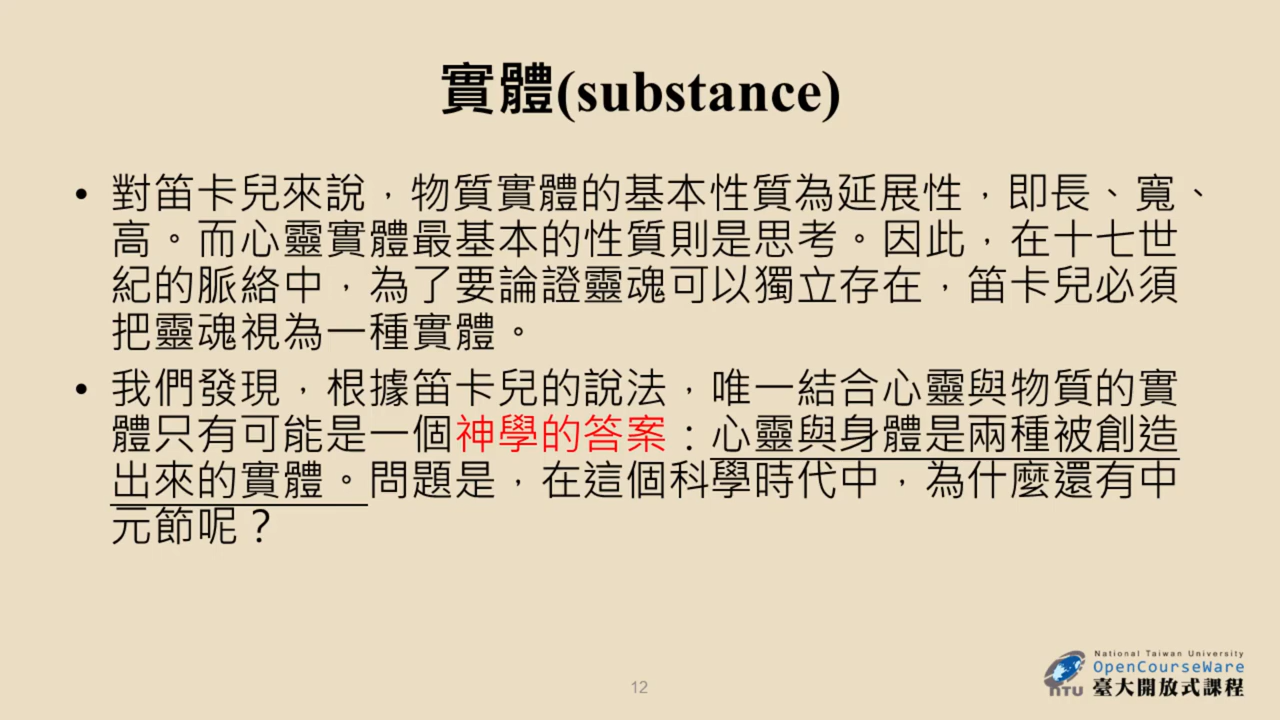 實體(substance)
• 對笛卡兒來說，物質實體的基本性質為延展性，即長、寬、
高。而心靈實體最基本的性質則是思考。因此，在十七世
紀的脈絡中，為了要論證靈魂可以獨立存在，笛卡兒必須
把靈魂視為一種實體。
• 我們發現，根據笛卡兒的說法，唯一結合心靈與物質的實
體只有可能是一個神學的答案：心靈與身體是兩種被創造
出來的實體。問題是，在這個科學時代中，為什麼還有中
元節呢？
National Taiwan University
OpenCourseWare
NTU 臺大開放式課程
12